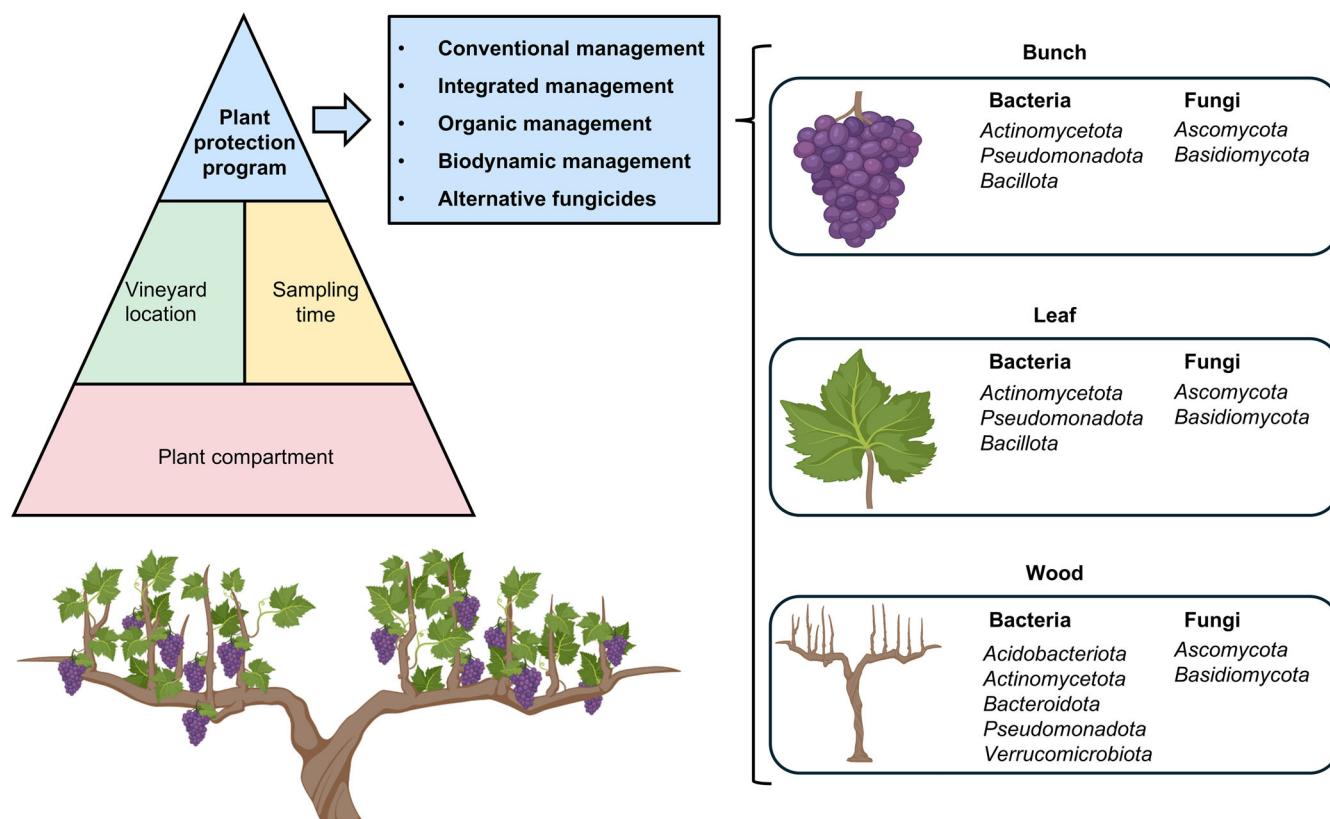 Plant
protection
program
Vineyard
location
Sampling
time
Plant compartment
• Conventional management
• Integrated management
• Organic management
• Biodynamic management
• Alternative fungicides
Bunch
Bacteria
Actinomycetota
Pseudomonadota
Bacillota
Fungi
Ascomycota
Basidiomycota
Leaf
Bacteria
Actinomycetota
Pseudomonadota
Bacillota
Fungi
Ascomycota
Basidiomycota
Wood
Bacteria
Acidobacteriota
Actinomycetota
Bacteroidota
Pseudomonadota
Verrucomicrobiota
Fungi
Ascomycota
Basidiomycota